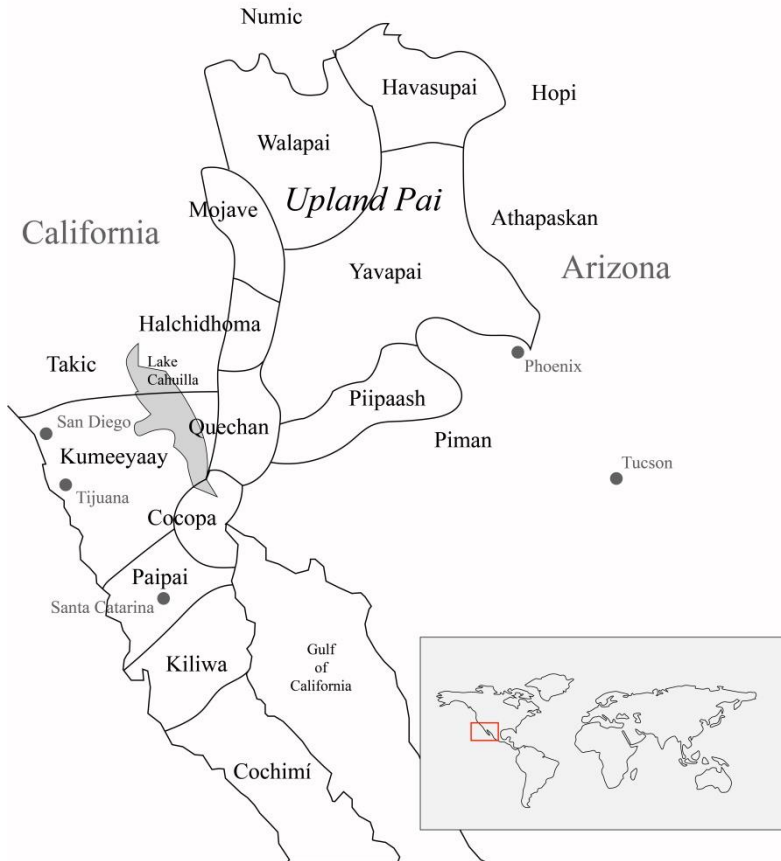 Numic
Havasupai
Hopi
Walapai
Upland Pai
Mojave
Athapaskan
California
Arizona
Yavapai
Halchidhoma
Takic
Lake
Cahuilla
Phoenix
Piipaash
San Diego
Quechan
Piman
Kumeeyaay
Tucson
Tijuana
Cocopa
Paipai
Santa Catarina
Gulf
of
California
Kiliwa
Cochimí